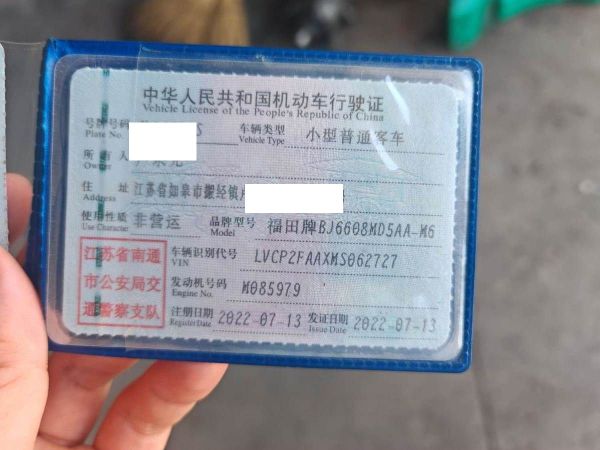 中华人民共和国机动车行驶证
Vehicle License of the People's Republic of China
号牌号码 车辆类型 小型普通客车
Plate No. Vehicle Type
所有人
Owner
住址 江苏省如皋市搬经镇
使用性质 非营运 品牌型号 福田牌BJ6608MD5AA-M6
Use Character Model
江苏省南通 车辆识别代号 LVCP2FAAXMS062727
VIN
市公安局交 发动机号码 M085979
Engine No.
通警察支队 注册日期 2022-07-13 发证日期 2022-07-13
Register Date Issue Date